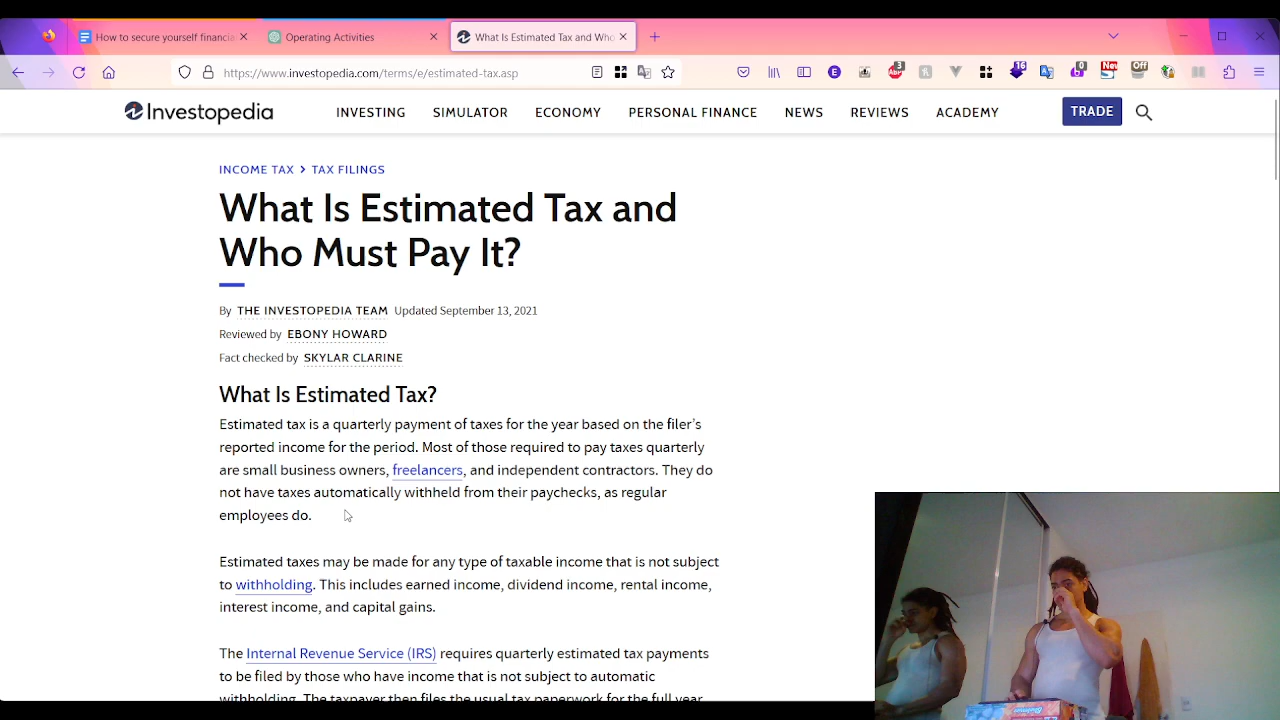 How to secure yourself financia
Operating Activities
What Is Estimated Tax and Who
https://www.investopedia.com/terms/e/estimated-tax.asp
E
3
16
0
New
Off
Investopedia
INVESTING
SIMULATOR
ECONOMY
PERSONAL FINANCE
NEWS
REVIEWS
ACADEMY
TRADE
INCOME TAX > TAX FILINGS
What Is Estimated Tax and
Who Must Pay It?
By THE INVESTOPEDIA TEAM Updated September 13, 2021
Reviewed by EBONY HOWARD
Fact checked by SKYLAR CLARINE
What Is Estimated Tax?
Estimated tax is a quarterly payment of taxes for the year based on the filer's
reported income for the period. Most of those required to pay taxes quarterly
are small business owners, freelancers, and independent contractors. They do
not have taxes automatically withheld from their paychecks, as regular
employees do.
Estimated taxes may be made for any type of taxable income that is not subject
to withholding. This includes earned income, dividend income, rental income,
interest income, and capital gains.
The Internal Revenue Service (IRS) requires quarterly estimated tax payments
to be filed by those who have income that is not subject to automatic
withholding. The taxpayer then files the usual tax paperwork for the full year